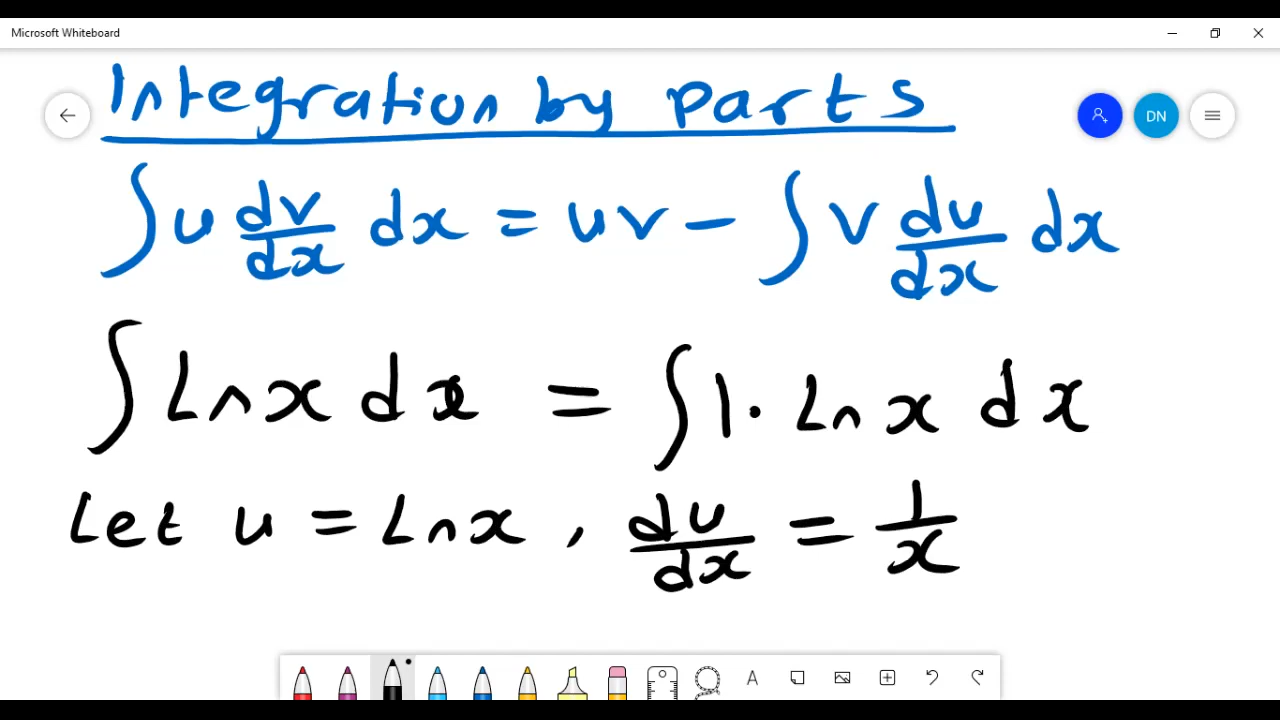 Microsoft Whiteboard
Integration by parts
DN
∫ u dv/dx dx = uv − ∫ v du/dx dx
∫ Ln x dx = ∫ 1 · Ln x dx
Let u = Ln x , du/dx = 1/x
A